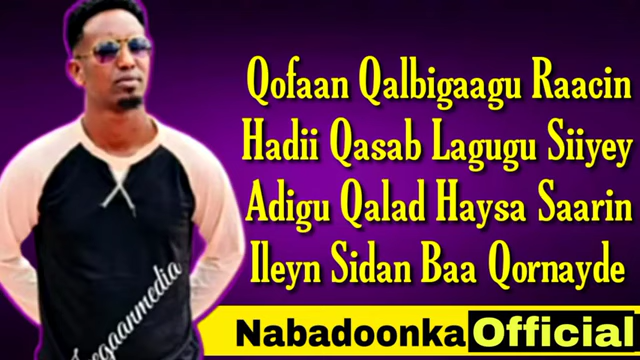 Qofaan Qalbigaagu Raacin
Hadii Qasab Lagugu Siiyey
Adigu Qalad Haysa Saarin
Ileyn Sidan Baa Qornayde
Nabadoonka Official